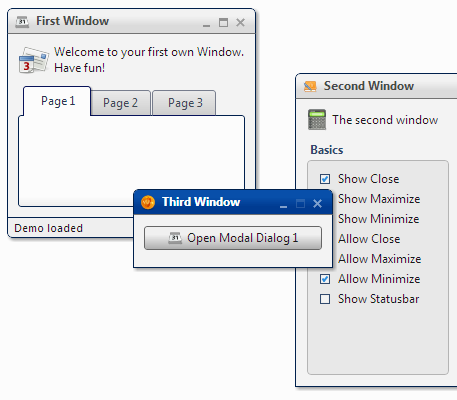 First Window
Welcome to your first own Window.
Have fun!
Page 1
Page 2
Page 3
Demo loaded
Second Window
The second window
Basics
Show Close
Show Maximize
Show Minimize
Allow Close
Allow Maximize
Allow Minimize
Show Statusbar
Third Window
31 Open Modal Dialog 1